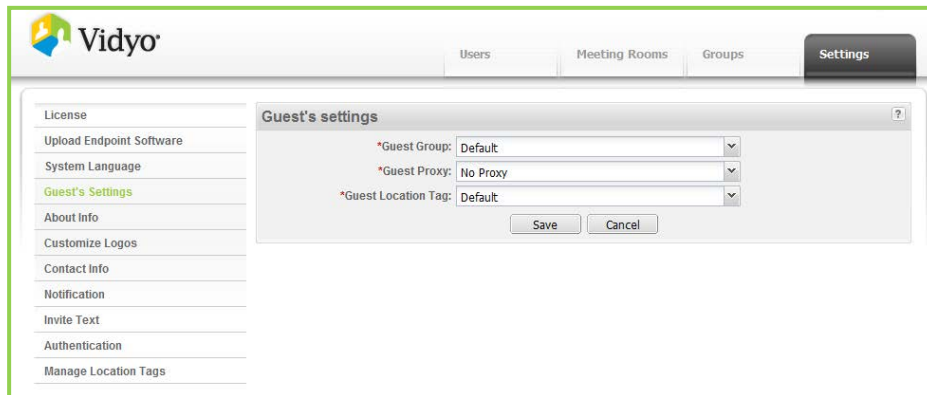 Vidyo
Users Meeting Rooms Groups Settings
License
Upload Endpoint Software
System Language
Guest's Settings
About Info
Customize Logos
Contact Info
Notification
Invite Text
Authentication
Manage Location Tags
Guest's settings ?
*Guest Group: Default
*Guest Proxy: No Proxy
*Guest Location Tag: Default
Save Cancel